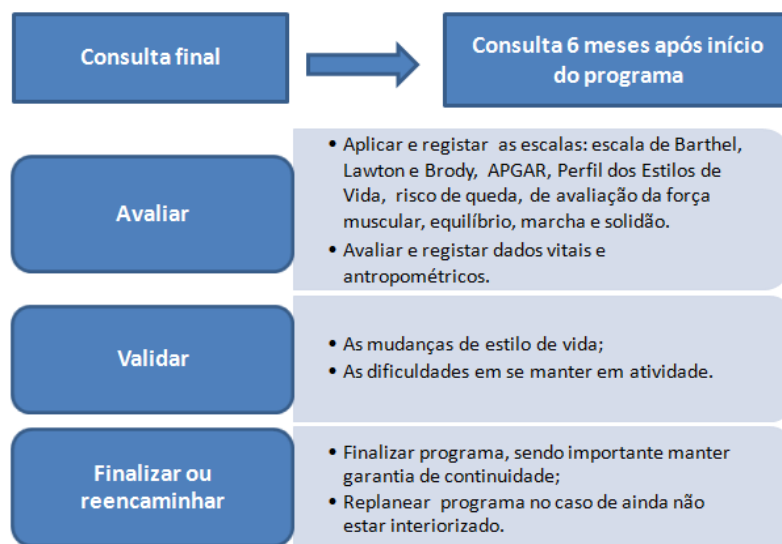 Consulta final
Consulta 6 meses após início
do programa
Avaliar
• Aplicar e registar as escalas: escala de Barthel,
Lawton e Brody, APGAR, Perfil dos Estilos de
Vida, risco de queda, de avaliação da força
muscular, equilíbrio, marcha e solidão.
• Avaliar e registar dados vitais e
antropométricos.
Validar
• As mudanças de estilo de vida;
• As dificuldades em se manter em atividade.
Finalizar ou
reencaminhar
• Finalizar programa, sendo importante manter
garantia de continuidade;
• Replanear programa no caso de ainda não
estar interiorizado.